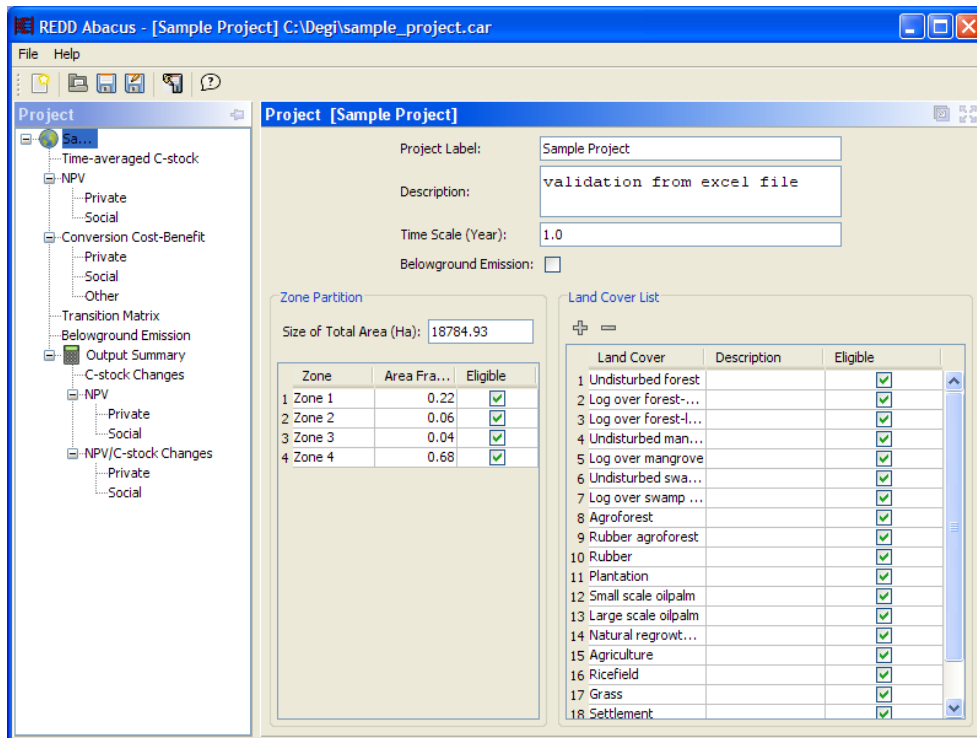 REDD Abacus - [Sample Project] C:\Degi\sample_project.car
File Help
Project
Sa...
Time-averaged C-stock
NPV
Private
Social
Conversion Cost-Benefit
Private
Social
Other
Transition Matrix
Belowground Emission
Output Summary
C-stock Changes
NPV
Private
Social
NPV/C-stock Changes
Private
Social
Project [Sample Project]
Project Label: Sample Project
Description: validation from excel file
Time Scale (Year): 1.0
Belowground Emission:
Zone Partition
Size of Total Area (Ha): 18784.93
Zone Area Fra... Eligible
1 Zone 1 0.22
2 Zone 2 0.06
3 Zone 3 0.04
4 Zone 4 0.68
Land Cover List
Land Cover Description Eligible
1 Undisturbed forest
2 Log over forest-...
3 Log over forest-l...
4 Undisturbed man...
5 Log over mangrove
6 Undisturbed swa...
7 Log over swamp ...
8 Agroforest
9 Rubber agroforest
10 Rubber
11 Plantation
12 Small scale oilpalm
13 Large scale oilpalm
14 Natural regrowt...
15 Agriculture
16 Ricefield
17 Grass
18 Settlement